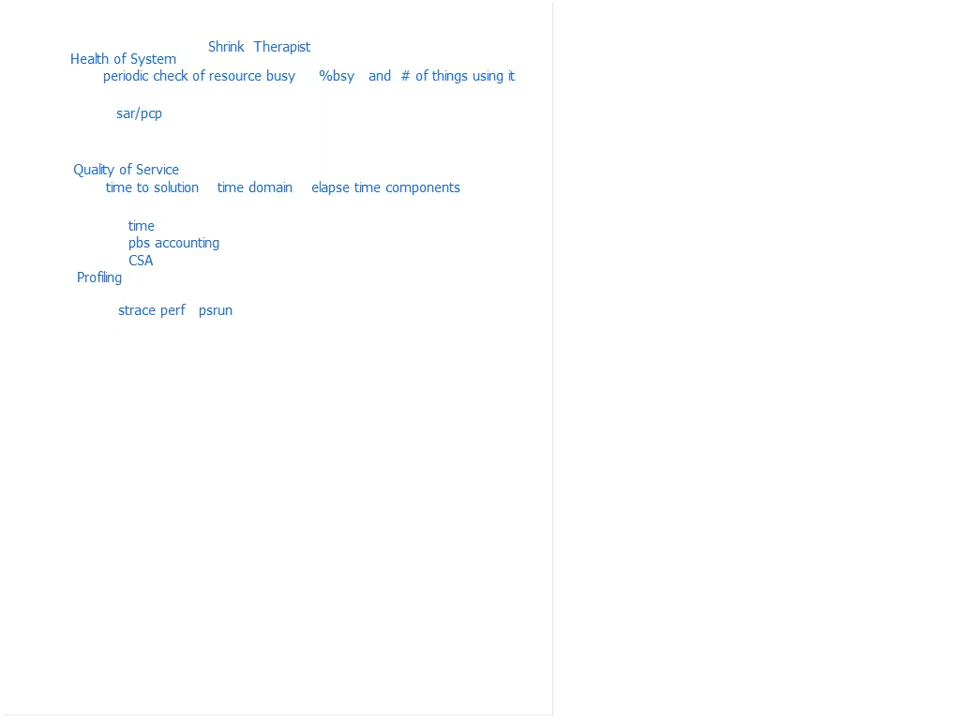 Shrink Therapist
Health of System
periodic check of resource busy %bsy and # of things using it
sar/pcp
Quality of Service
time to solution time domain elapse time components
time
pbs accounting
CSA
Profiling
strace perf psrun